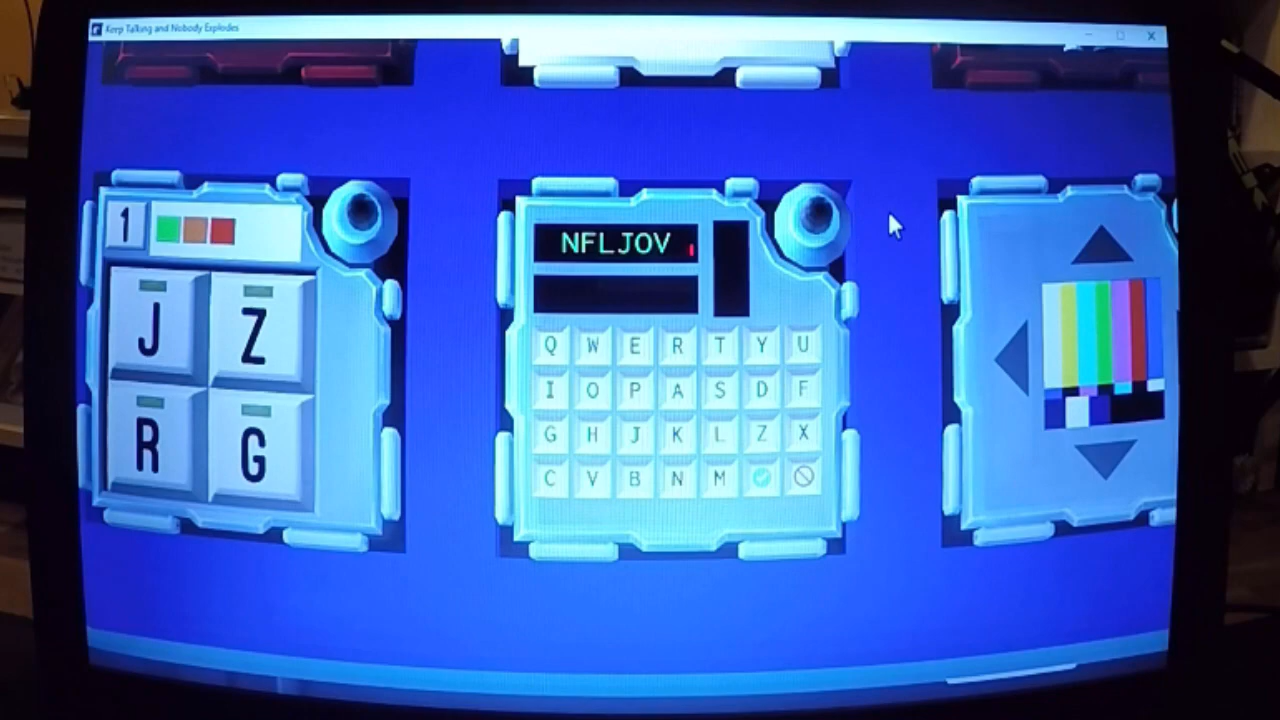 Keep Talking and Nobody Explodes
1
J Z
R G
NFLJOV
Q W E R T Y U
I O P A S D F
G H J K L Z X
C V B N M